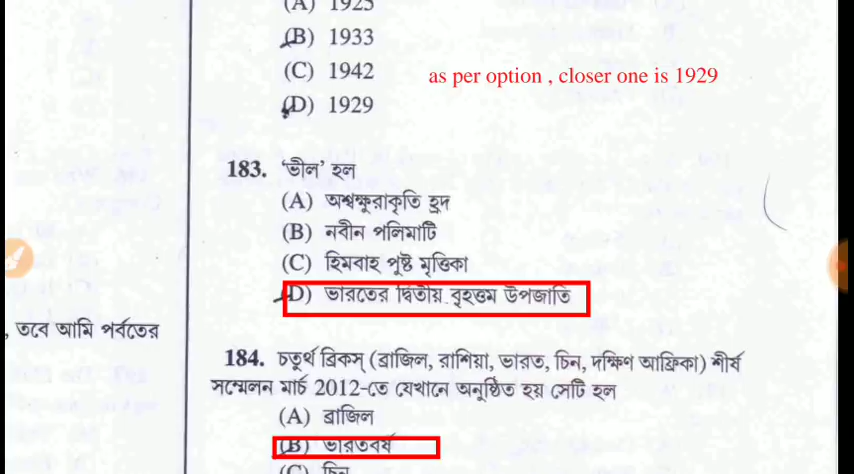 (A) 1925
(B) 1933
(C) 1942
as per option , closer one is 1929
(D) 1929
183. ‘ভীল’ হল
(A) অশ্বক্ষুরাকৃতি হ্রদ
(B) নবীন পলিমাটি
(C) হিমবাহ পুষ্ট মৃত্তিকা
(D) ভারতের দ্বিতীয় বৃহত্তম উপজাতি
, তবে আমি পর্বতের
184. চতুর্থ ব্রিকস্ (ব্রাজিল, রাশিয়া, ভারত, চিন, দক্ষিণ আফ্রিকা) শীর্ষ
সম্মেলন মার্চ 2012-তে যেখানে অনুষ্ঠিত হয় সেটি হল
(A) ব্রাজিল
(B) ভারতবর্ষ
(C) চিন